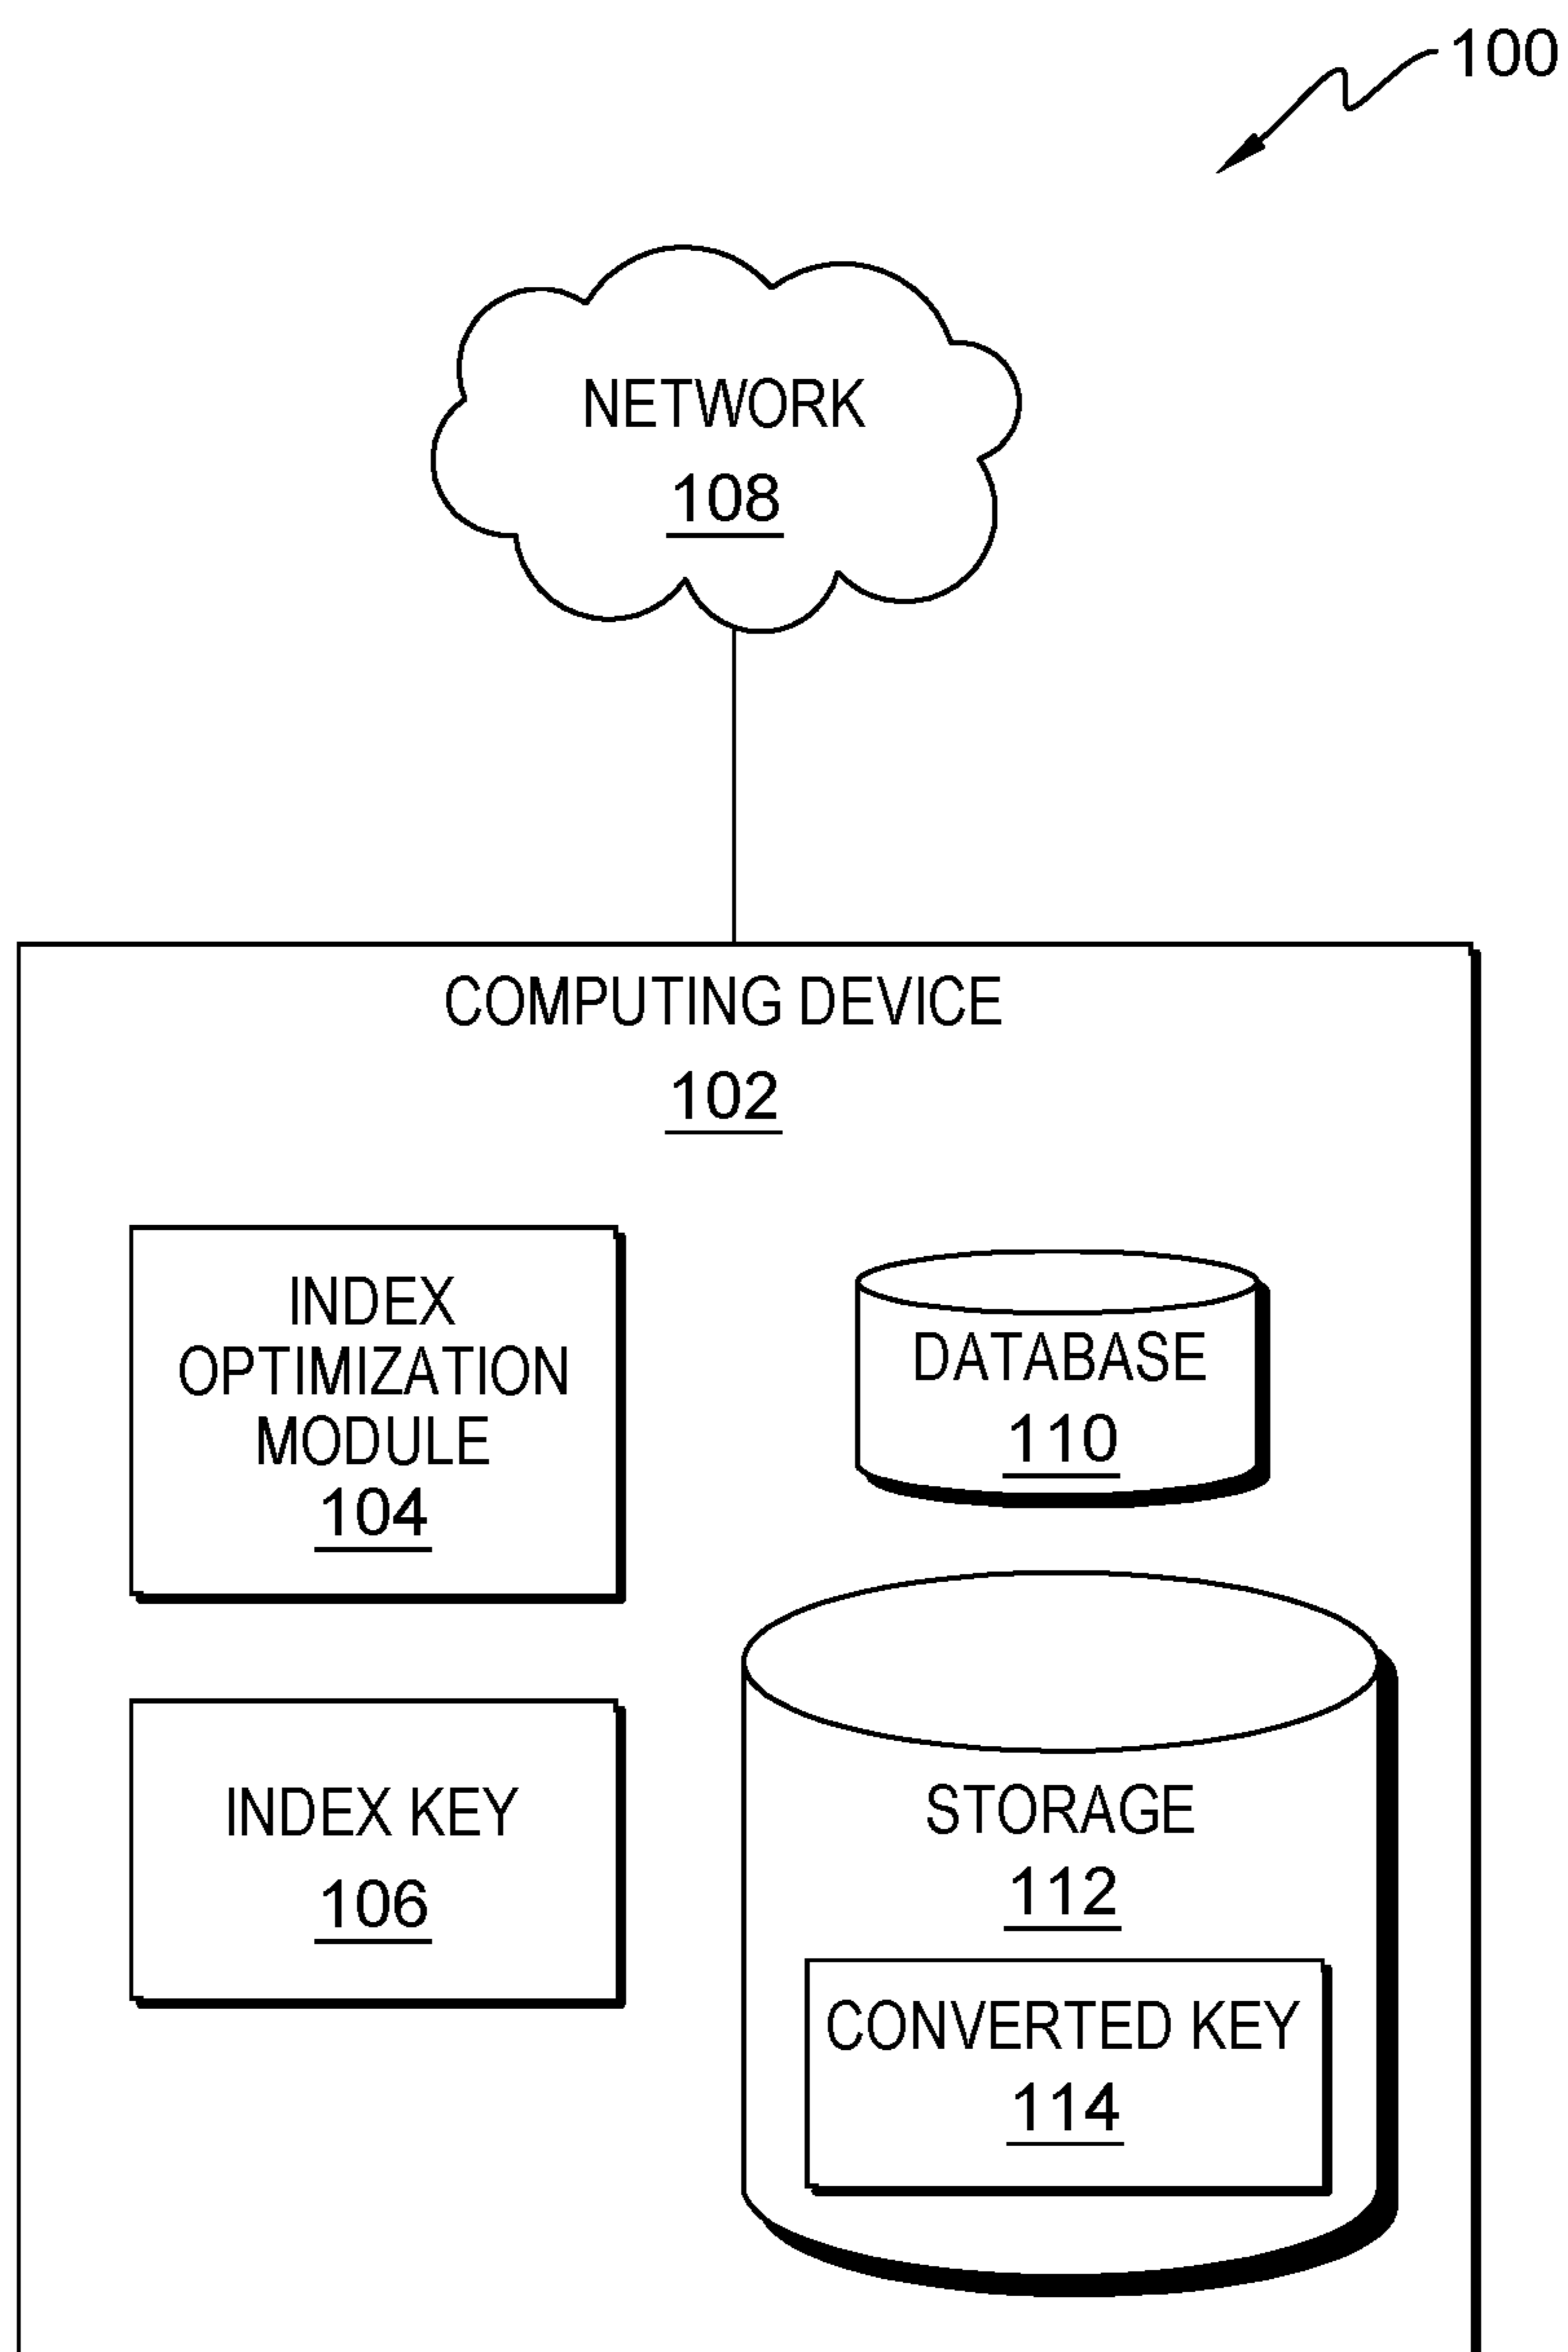 100
NETWORK
108
COMPUTING DEVICE
102
INDEX
OPTIMIZATION
MODULE
104
DATABASE
110
INDEX KEY
106
STORAGE
112
CONVERTED KEY
114